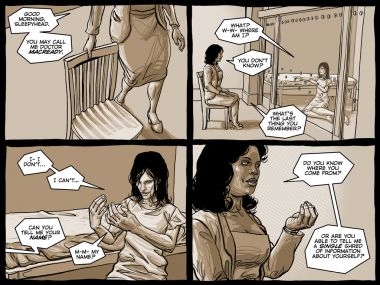 GOOD
MORNING,
SLEEPYHEAD.
YOU MAY CALL
ME DOCTOR
MACREADY.
WHAT?
W-W- WHERE
AM I?
YOU DON'T
KNOW?
WHAT'S
THE LAST
THING YOU
REMEMBER?
I- I
DON'T...
I CAN'T...
CAN YOU
TELL ME YOUR
NAME?
M-M- MY
NAME?
DO YOU KNOW
WHERE YOU
COME FROM?
OR ARE YOU
ABLE TO TELL ME
A SINGLE SHRED
OF INFORMATION
ABOUT YOURSELF?